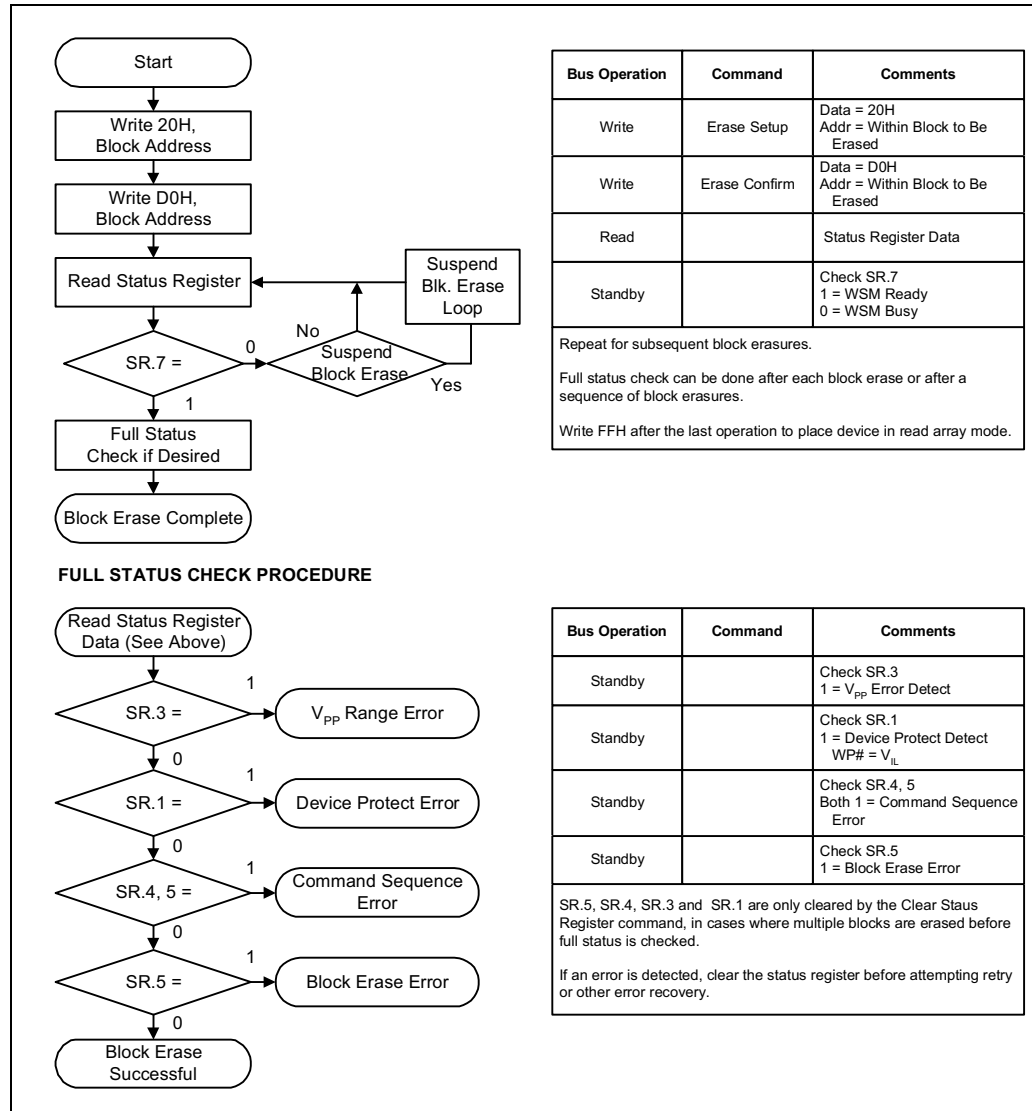 Start
Write 20H,
Block Address
Write D0H,
Block Address
Read Status Register
SR.7 =
0
No
Suspend
Block Erase
Yes
Suspend
Blk. Erase
Loop
1
Full Status
Check if Desired
Block Erase Complete
Bus Operation Command Comments
Write Erase Setup Data = 20H
Addr = Within Block to Be
Erased
Write Erase Confirm Data = D0H
Addr = Within Block to Be
Erased
Read Status Register Data
Standby Check SR.7
1 = WSM Ready
0 = WSM Busy
Repeat for subsequent block erasures.
Full status check can be done after each block erase or after a
sequence of block erasures.
Write FFH after the last operation to place device in read array mode.
FULL STATUS CHECK PROCEDURE
Read Status Register
Data (See Above)
SR.3 =
1
VPP Range Error
0
SR.1 =
1
Device Protect Error
0
SR.4, 5 =
1
Command Sequence
Error
0
SR.5 =
1
Block Erase Error
0
Block Erase
Successful
Bus Operation Command Comments
Standby Check SR.3
1 = VPP Error Detect
Standby Check SR.1
1 = Device Protect Detect
WP# = VIL
Standby Check SR.4, 5
Both 1 = Command Sequence
Error
Standby Check SR.5
1 = Block Erase Error
SR.5, SR.4, SR.3 and SR.1 are only cleared by the Clear Staus
Register command, in cases where multiple blocks are erased before
full status is checked.
If an error is detected, clear the status register before attempting retry
or other error recovery.